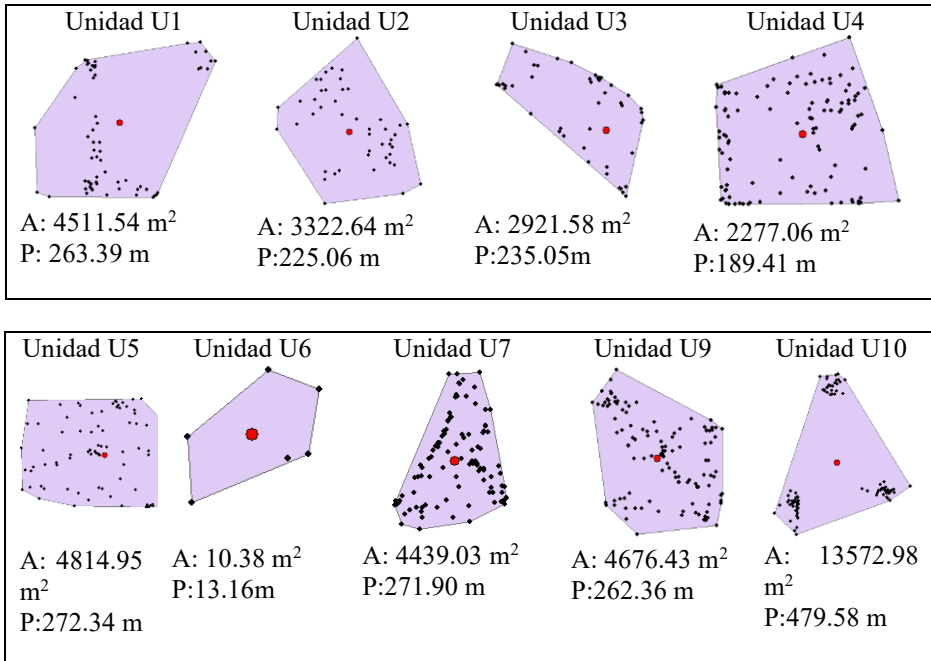 Unidad U1
Unidad U2
Unidad U3
Unidad U4
A: 4511.54 m²
P: 263.39 m
A: 3322.64 m²
P:225.06 m
A: 2921.58 m²
P:235.05m
A: 2277.06 m²
P:189.41 m
Unidad U5
Unidad U6
Unidad U7
Unidad U9
Unidad U10
A: 4814.95
m²
P:272.34 m
A: 10.38 m²
P:13.16m
A: 4439.03 m²
P:271.90 m
A: 4676.43 m²
P:262.36 m
A: 13572.98
m²
P:479.58 m